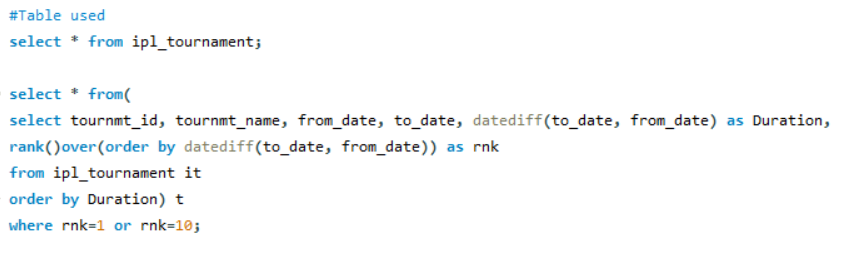 #Table used
select * from ipl_tournament;
select * from(
select tournmt_id, tournmt_name, from_date, to_date, datediff(to_date, from_date) as Duration,
rank()over(order by datediff(to_date, from_date)) as rnk
from ipl_tournament it
order by Duration) t
where rnk=1 or rnk=10;